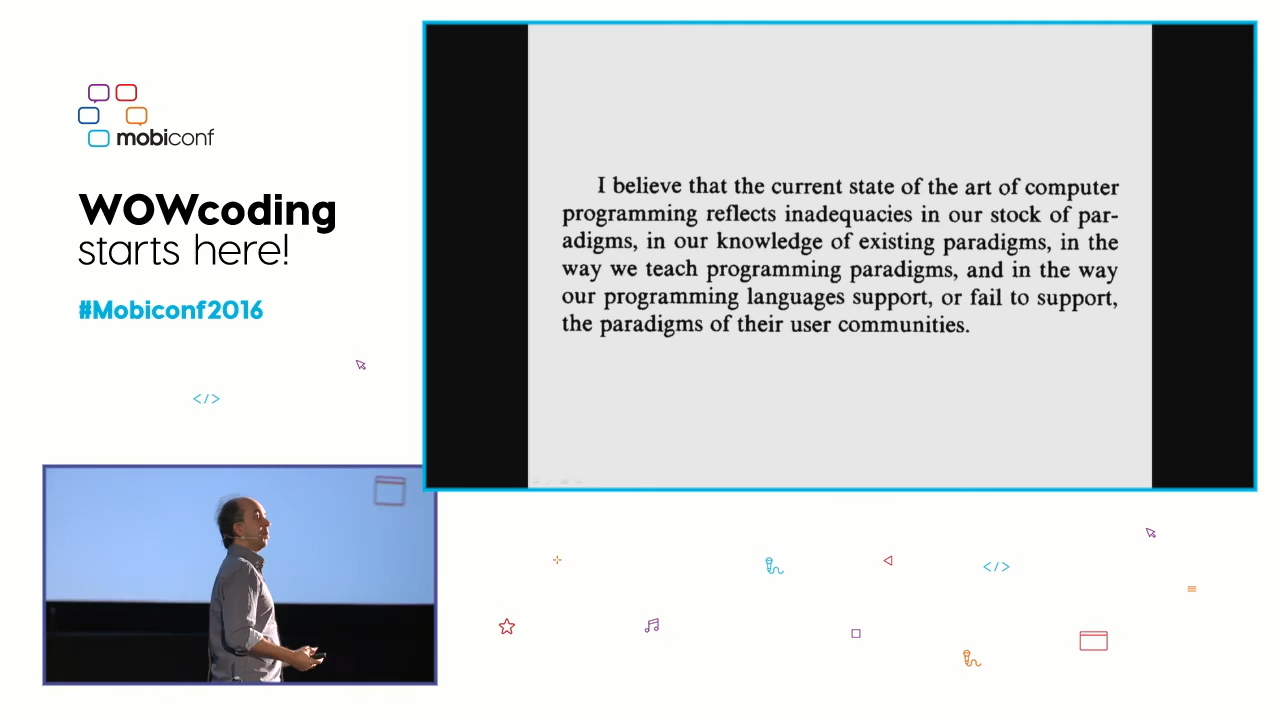 mobiconf
WOWcoding
starts here!
#Mobiconf2016
</>
I believe that the current state of the art of computer
programming reflects inadequacies in our stock of par-
adigms, in our knowledge of existing paradigms, in the
way we teach programming paradigms, and in the way
our programming languages support, or fail to support,
the paradigms of their user communities.
</>